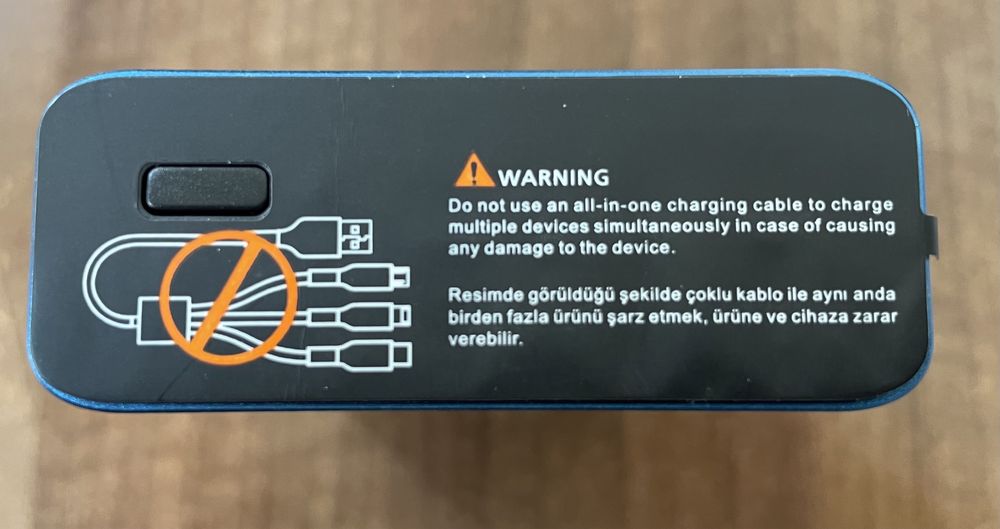 WARNING
Do not use an all-in-one charging cable to charge
multiple devices simultaneously in case of causing
any damage to the device.
Resimde görüldüğü şekilde çoklu kablo ile aynı anda
birden fazla ürünü şarz etmek, ürüne ve cihaza zarar
verebilir.